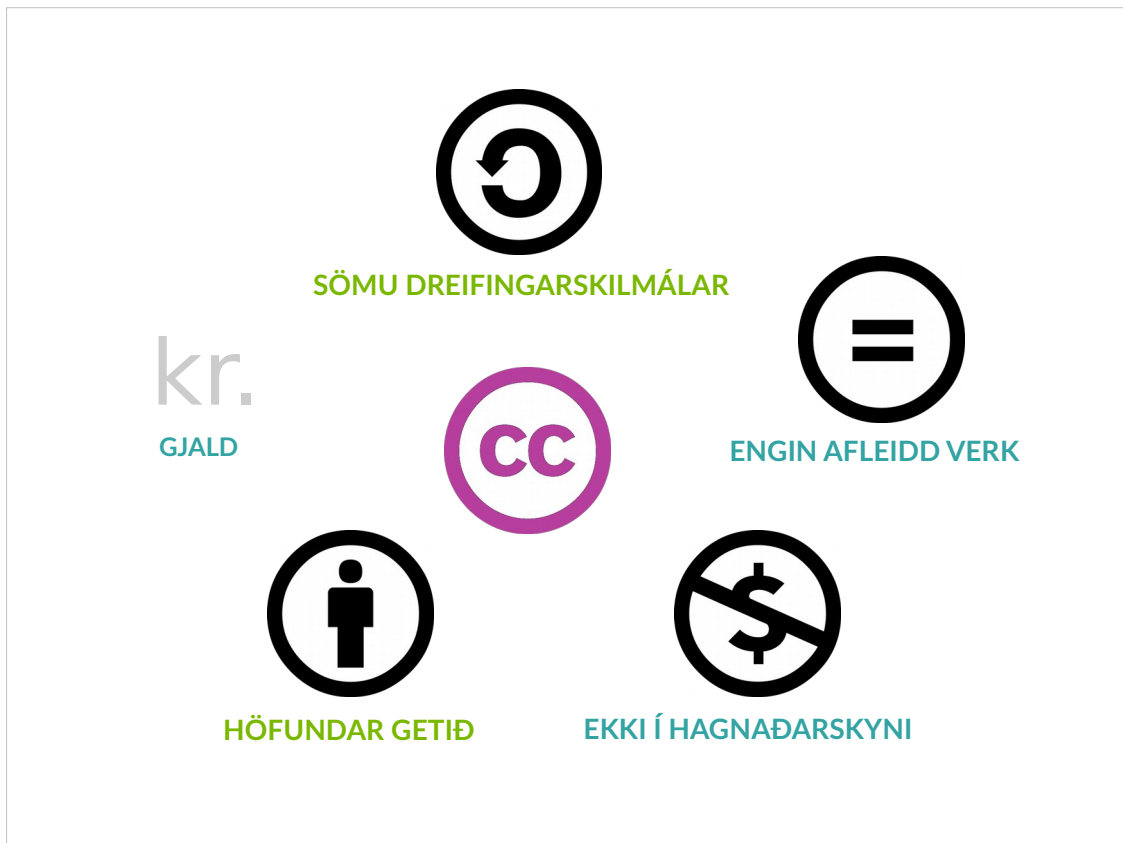 SÖMU DREIFINGARSKILMÁLAR
kr.
GJALD
cc
ENGIN AFLEIDD VERK
$
HÖFUNDAR GETIÐ
EKKI Í HAGNAÐARSKYNI